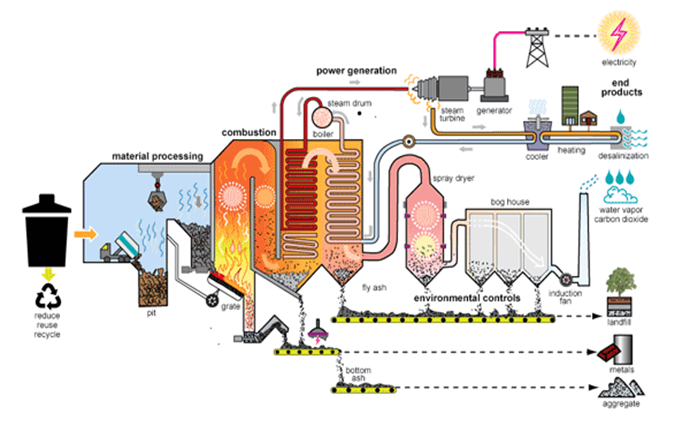 electricity
power generation
end
products
steam drum
steam
turbine
generator
combustion
boiler
cooler
heating
desalinization
material processing
spray dryer
bog house
water vapor
carbon dioxide
fly ash
environmental controls
induction
fan
reduce
reuse
recycle
pit
grate
landfill
metals
bottom
ash
aggregate